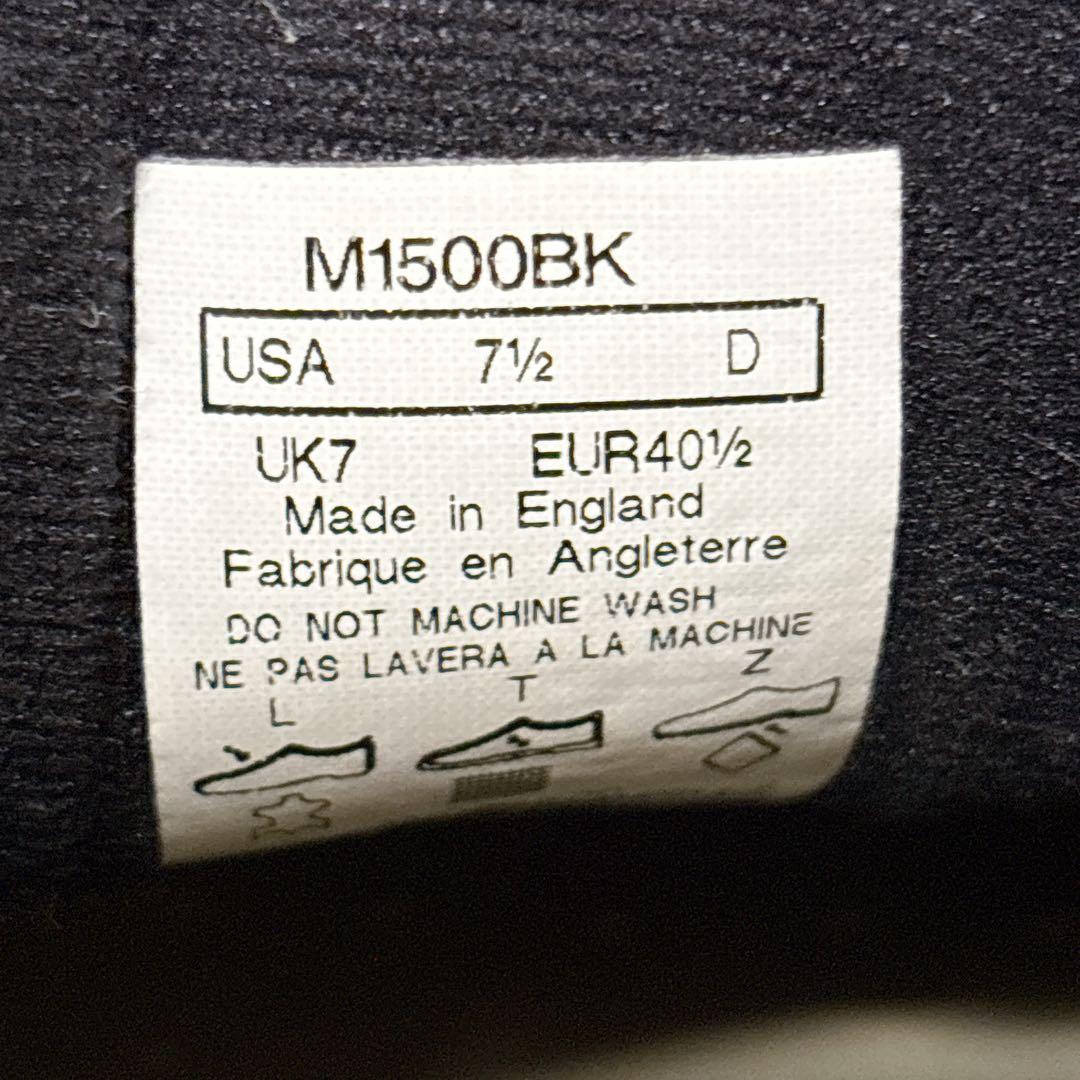 M1500BK
USA 7½ D
UK7 EUR40½
Made in England
Fabrique en Angleterre
DO NOT MACHINE WASH
NE PAS LAVERA A LA MACHINE
L T Z